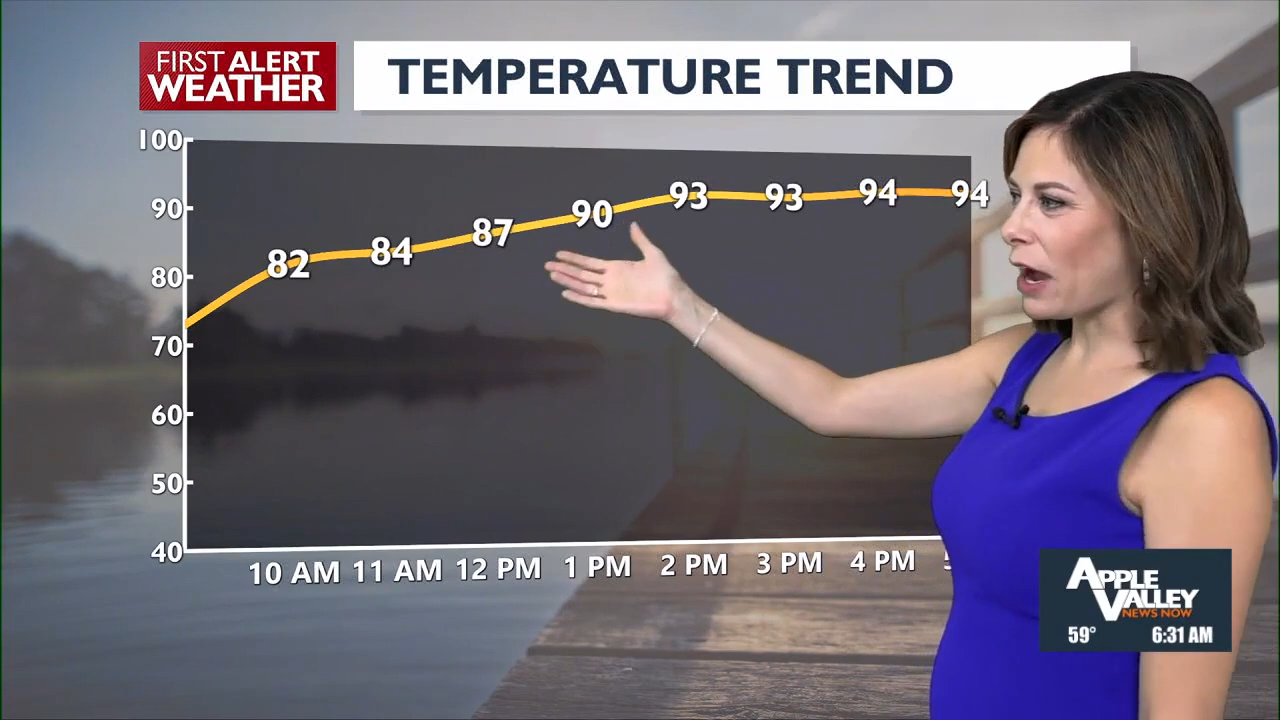 FIRST ALERT
WEATHER
TEMPERATURE TREND
100
90
80
70
60
50
40
82
84
87
90
93
93
94
94
10 AM 11 AM 12 PM 1 PM 2 PM 3 PM 4 PM
APPLE
VALLEY
NEWS NOW
59° 6:31 AM